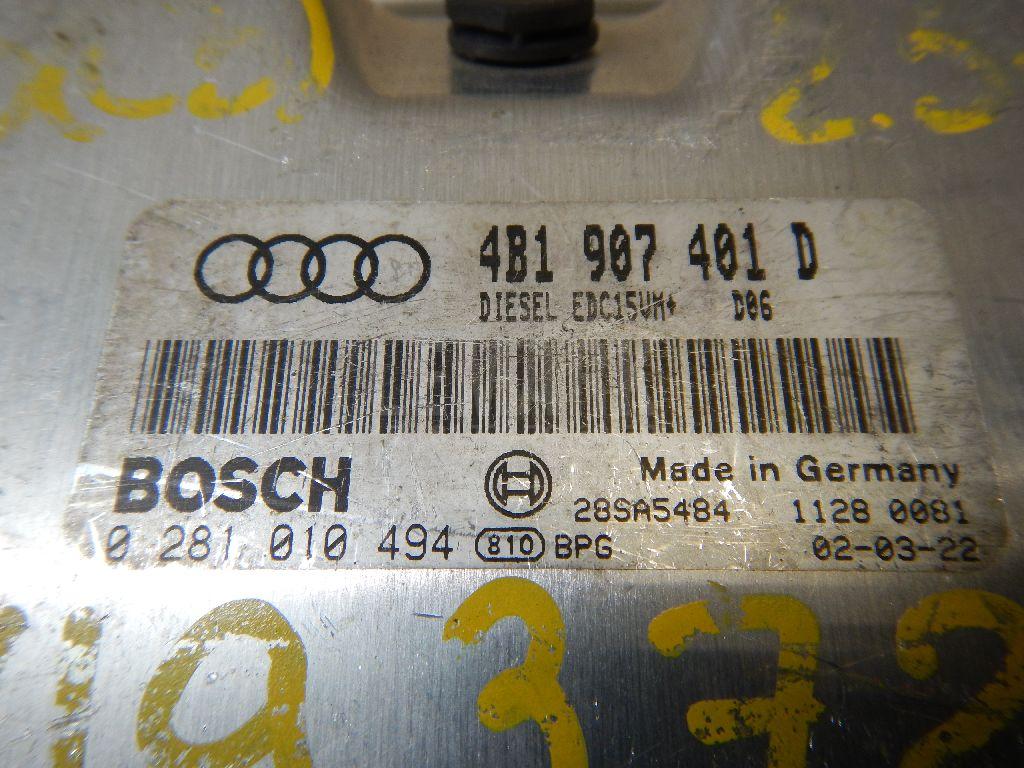 4B1 907 401 D
DIESEL EDC15VM+ D06
BOSCH
Made in Germany
28SA5484 1128 0081
0 281 010 494 810 BPG 02-03-22